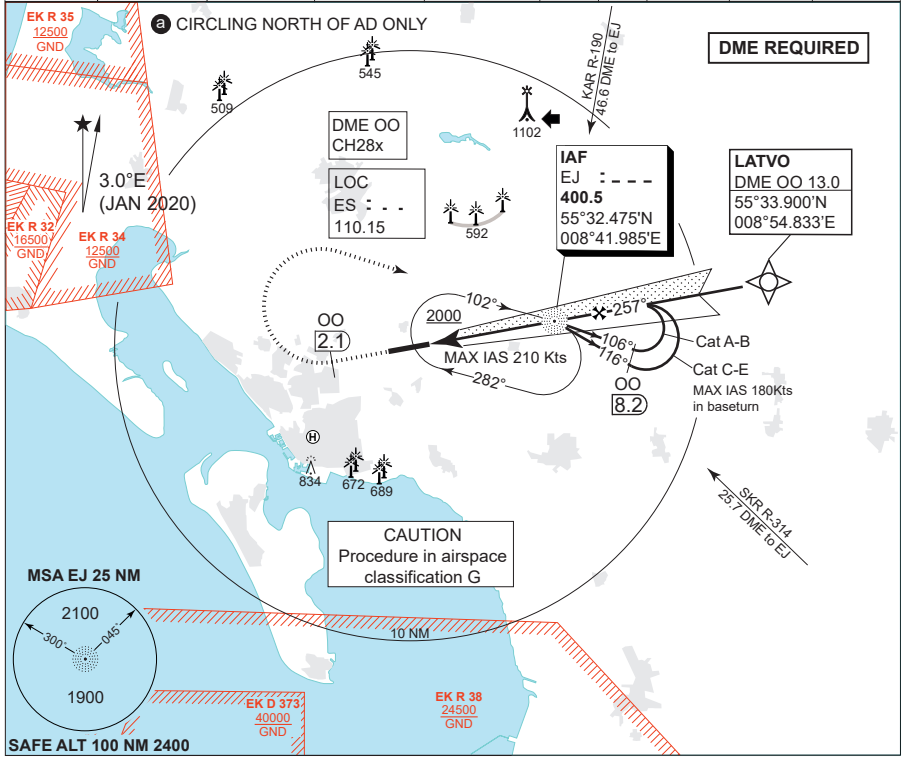 EK R 35
12500
GND
a CIRCLING NORTH OF AD ONLY
DME REQUIRED
KAR R-190
46.6 DME to EJ
545
509
1102
DME OO
CH28x
LOC
ES : . - -
110.15
IAF
EJ : - - - -
400.5
55°32.475'N
008°41.985'E
LATVO
DME OO 13.0
55°33.900'N
008°54.833'E
3.0°E
(JAN 2020)
EK R 32
16500
GND
EK R 34
12500
GND
592
102°
2000
257°
OO
2.1
MAX IAS 210 Kts
106°
116°
282°
Cat A-B
Cat C-E
MAX IAS 180Kts
in baseturn
OO
8.2
H
834
672
689
SKR R-314
25.7 DME to EJ
CAUTION
Procedure in airspace
classification G
MSA EJ 25 NM
2100
300°
045°
1900
10 NM
EK D 373
40000
GND
EK R 38
24500
GND
SAFE ALT 100 NM 2400